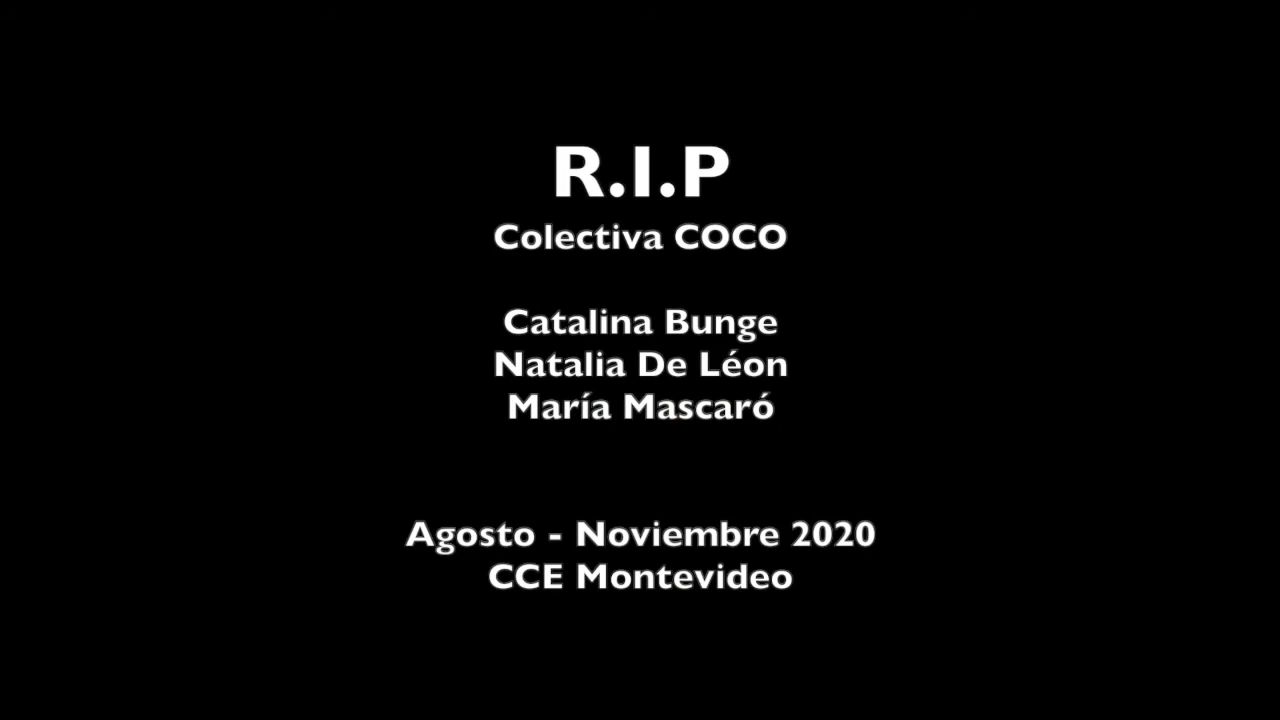 R.I.P
Colectiva COCO
Catalina Bunge
Natalia De Léon
María Mascaró
Agosto - Noviembre 2020
CCE Montevideo